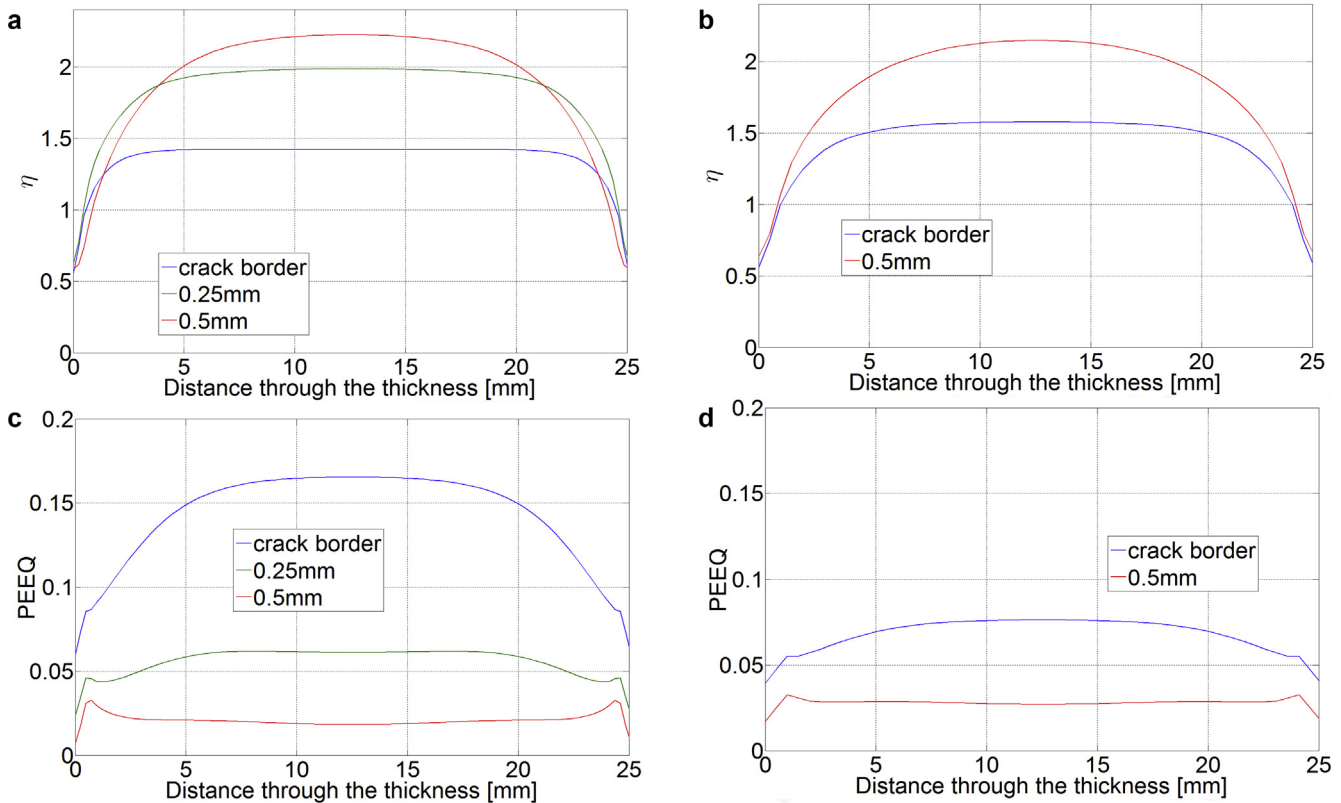 a
2
1.5
1
0.5
0
η
crack border
0.25mm
0.5mm
0 5 10 15 20 25
Distance through the thickness [mm]
b
2
1.5
1
0.5
0
η
crack border
0.5mm
0 5 10 15 20 25
Distance through the thickness [mm]
c
0.2
0.15
0.1
0.05
0
PEEQ
crack border
0.25mm
0.5mm
0 5 10 15 20 25
Distance through the thickness [mm]
d
0.2
0.15
0.1
0.05
0
PEEQ
crack border
0.5mm
0 5 10 15 20 25
Distance through the thickness [mm]